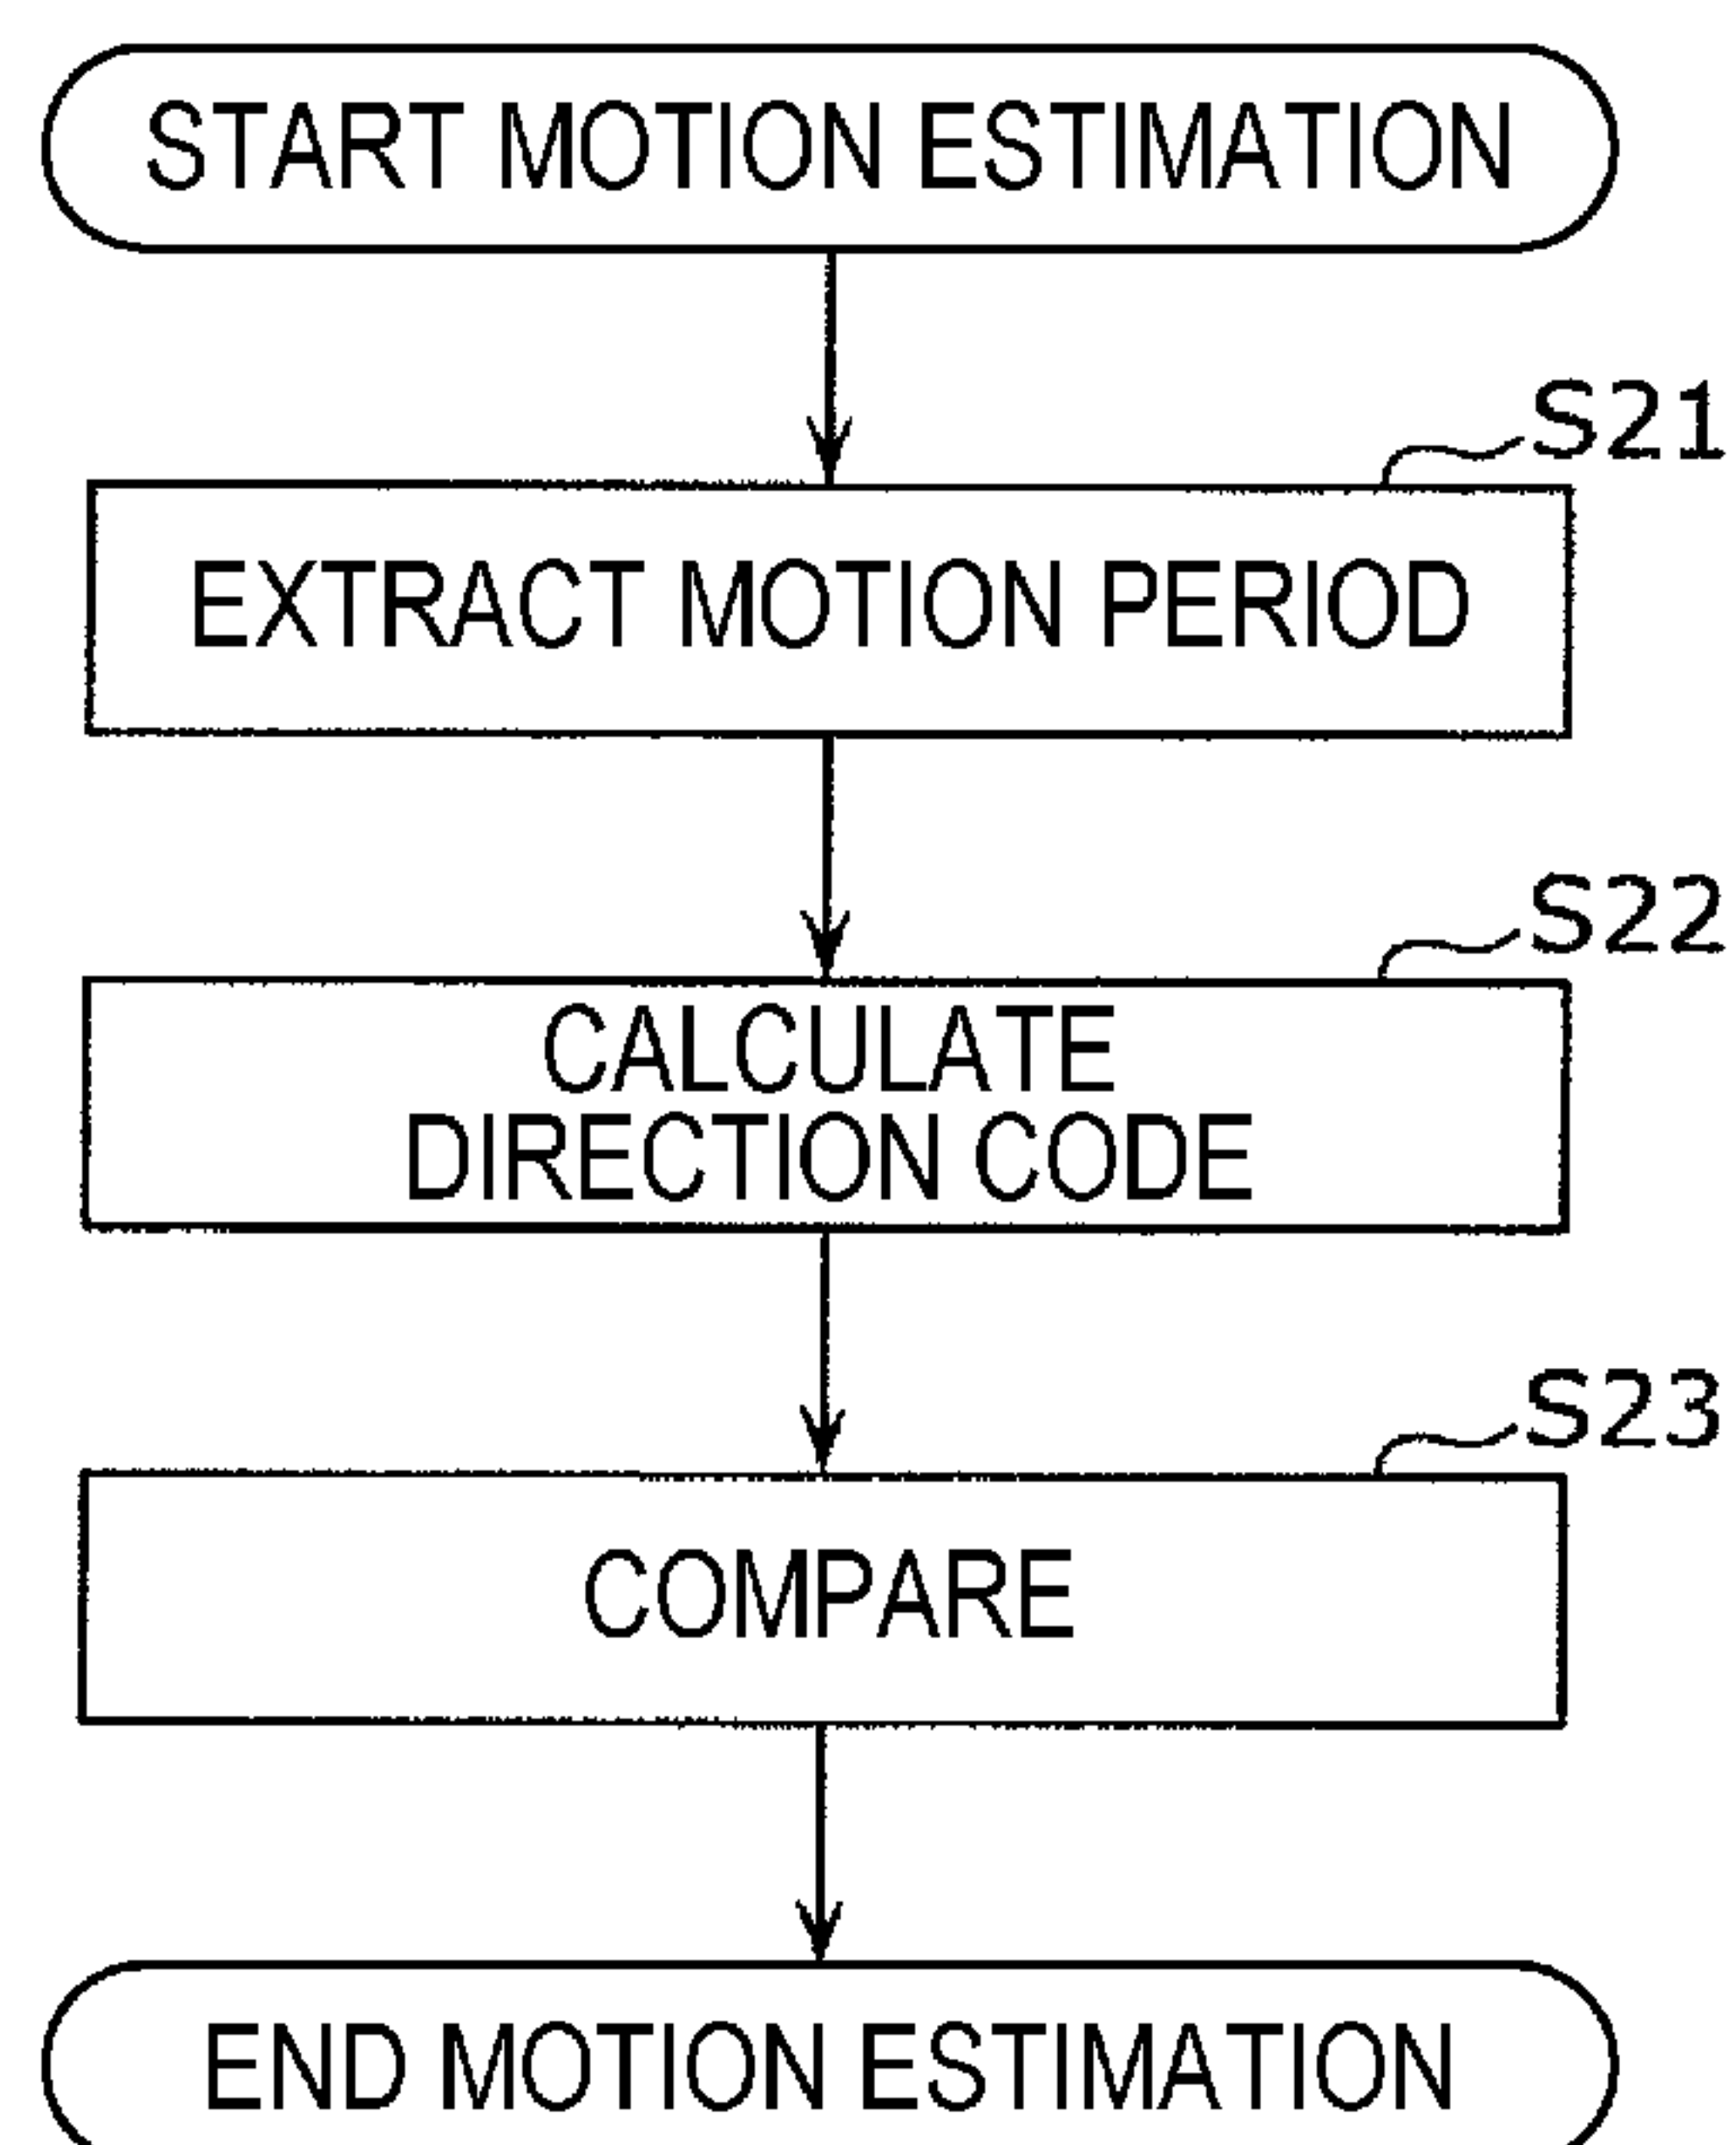 START MOTION ESTIMATION
S21
EXTRACT MOTION PERIOD
S22
CALCULATE
DIRECTION CODE
S23
COMPARE
END MOTION ESTIMATION